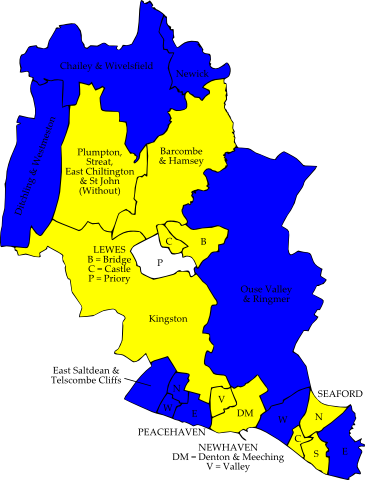 Chailey & Wivelsfield
Newick
Ditchling & Westmeston
Plumpton,
Streat,
East Chiltington
& St John
(Without)
Barcombe
& Hamsey
LEWES
B = Bridge
C = Castle
P = Priory
C
B
P
Ouse Valley
& Ringmer
Kingston
East Saltdean &
Telscombe Cliffs
N
W
E
PEACEHAVEN
V
DM
NEWHAVEN
DM = Denton & Meeching
V = Valley
SEAFORD
W
N
C
S
E